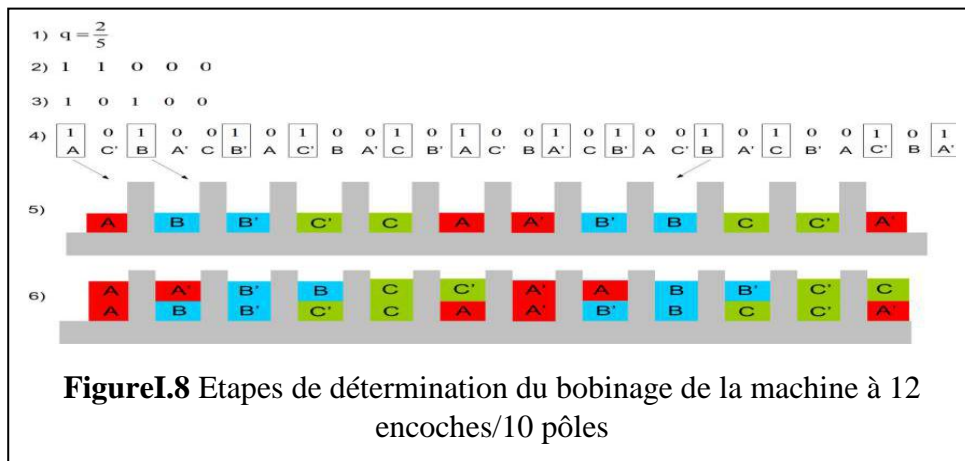 1) q = 2/5
2) 1 1 0 0 0
3) 1 0 1 0 0
4) 1 0 1 0 0 1 0 1 0 0 1 0 1 0 0 1 0 1 0 0 1 0 1 0 0 1 0 1
A C' B A' C B' A C' B A' C B' A C' B A' C B' A C' B A' C B' A C' B A'
5) A B B' C' C A A' B' B C C' A'
6) A A' B' B C C' A' A B B' C' C
A B B' C' C A A' B' B C C' A'
FigureI.8 Etapes de détermination du bobinage de la machine à 12
encoches/10 pôles